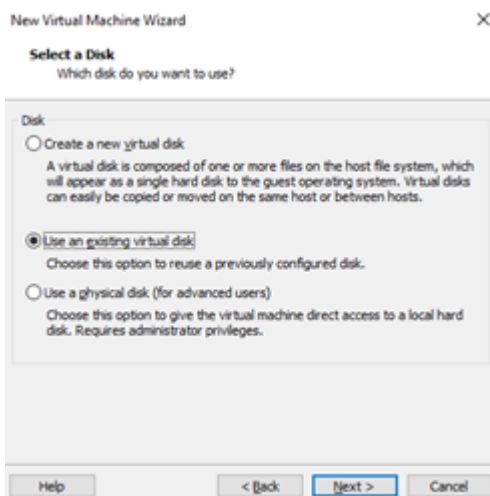 New Virtual Machine Wizard
Select a Disk
Which disk do you want to use?
Disk
Create a new virtual disk
A virtual disk is composed of one or more files on the host file system, which
will appear as a single hard disk to the guest operating system. Virtual disks
can easily be copied or moved on the same host or between hosts.
Use an existing virtual disk
Choose this option to reuse a previously configured disk.
Use a physical disk (for advanced users)
Choose this option to give the virtual machine direct access to a local hard
disk. Requires administrator privileges.
Help
< Back
Next >
Cancel